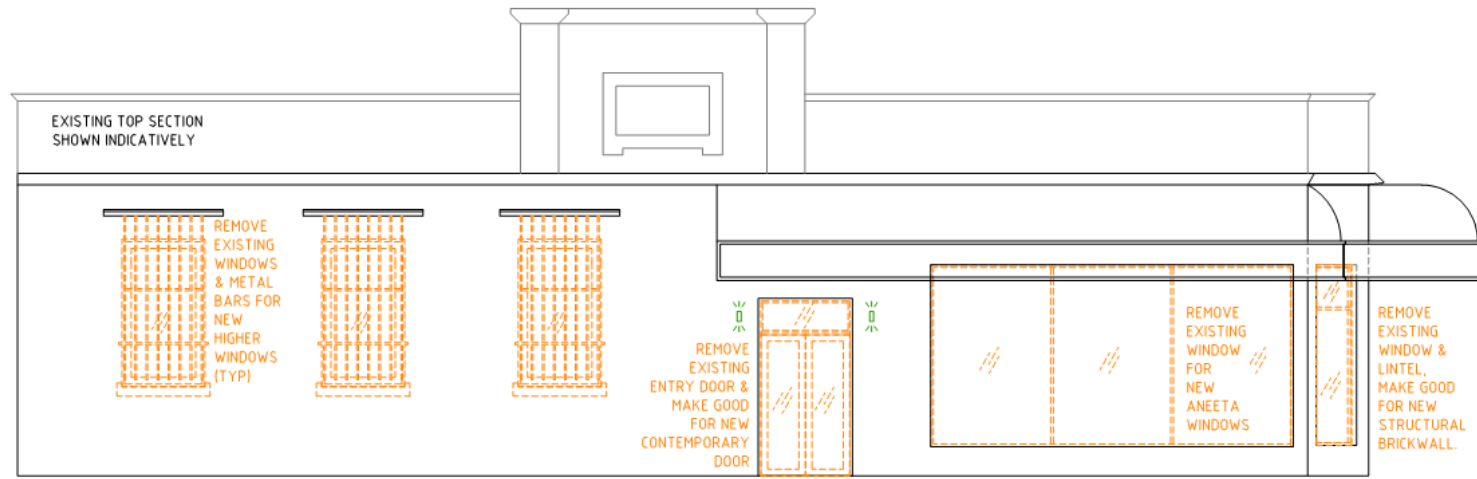 EXISTING TOP SECTION
SHOWN INDICATIVELY
REMOVE
EXISTING
WINDOWS
& METAL
BARS FOR
NEW
HIGHER
WINDOWS
(TYP)
REMOVE
EXISTING
ENTRY DOOR &
MAKE GOOD
FOR NEW
CONTEMPORARY
DOOR
REMOVE
EXISTING
WINDOW
FOR
NEW
ANEETA
WINDOWS
REMOVE
EXISTING
WINDOW &
LINTEL,
MAKE GOOD
FOR NEW
STRUCTURAL
BRICKWALL.